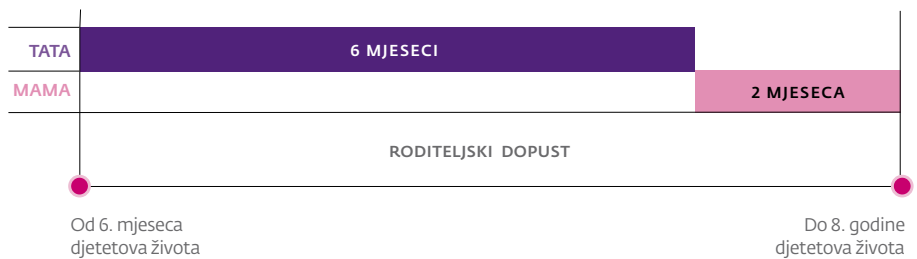 TATA 6 MJESECI
MAMA 2 MJESECA
RODITELJSKI DOPUST
Od 6. mjeseca
djetetova života
Do 8. godine
djetetova života